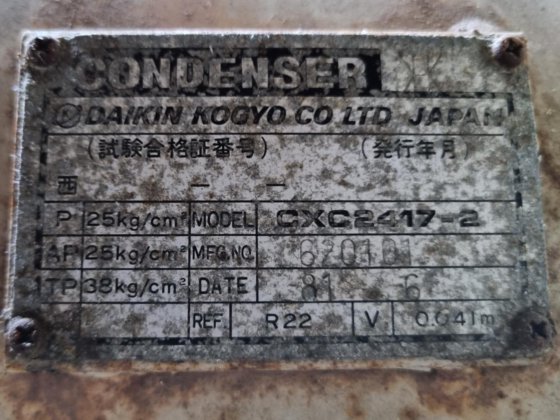 CONDENSER
DAIKIN KOGYO CO LTD JAPAN
(試験合格証番号) (発行年月)
西 — —
P 25kg/cm² MODEL CXC2417-2
AP 25kg/cm² MFG.NO. 620101
TP 38kg/cm² DATE 81 6
REF R22 V 0.041m